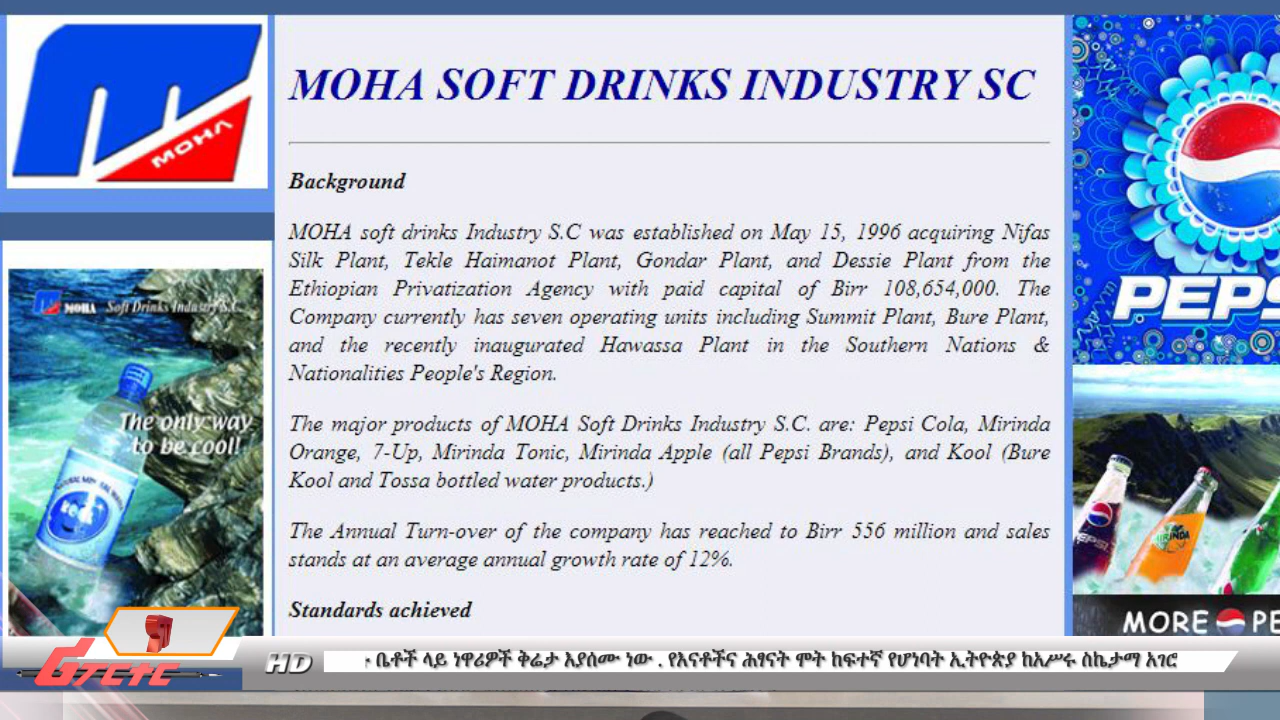 MOHA
MOHA SOFT DRINKS INDUSTRY SC
Background
MOHA soft drinks Industry S.C was established on May 15, 1996 acquiring Nifas
Silk Plant, Tekle Haimanot Plant, Gondar Plant, and Dessie Plant from the
Ethiopian Privatization Agency with paid capital of Birr 108,654,000. The
Company currently has seven operating units including Summit Plant, Bure Plant,
and the recently inaugurated Hawassa Plant in the Southern Nations &
Nationalities People's Region.
The major products of MOHA Soft Drinks Industry S.C. are: Pepsi Cola, Mirinda
Orange, 7-Up, Mirinda Tonic, Mirinda Apple (all Pepsi Brands), and Kool (Bure
Kool and Tossa bottled water products.)
The Annual Turn-over of the company has reached to Birr 556 million and sales
stands at an average annual growth rate of 12%.
Standards achieved
MOHA Soft Drinks Industry S.C.
The only way
to be cool!
PEPS
PEPSI
MIRINDA
MORE PE
HD
ቤቶች ላይ ነዋሪዎች ቅሬታ እያሰሙ ነው . የእናቶችና ሕፃናት ሞት ከፍተኛ የሆነባት ኢትዮጵያ ከአሥሩ ስኬታማ አገሮ